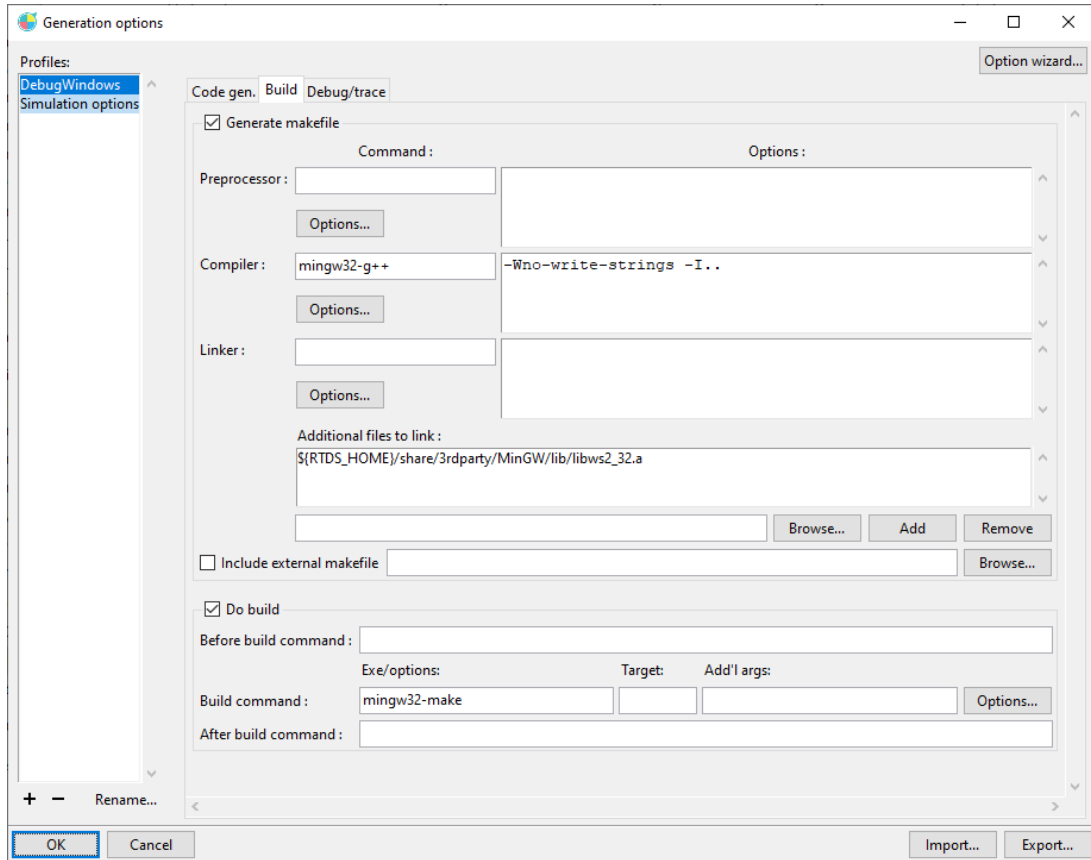 Generation options
Profiles:
Option wizard...
DebugWindows
Simulation options
Code gen. Build Debug/trace
Generate makefile
Command : Options :
Preprocessor :
Options...
Compiler : mingw32-g++ -Wno-write-strings -I..
Options...
Linker :
Options...
Additional files to link :
${RTDS_HOME}/share/3rdparty/MinGW/lib/libws2_32.a
Browse... Add Remove
Include external makefile Browse...
Do build
Before build command :
Exe/options: Target: Add'l args:
Build command : mingw32-make Options...
After build command :
+ − Rename...
OK Cancel Import... Export...